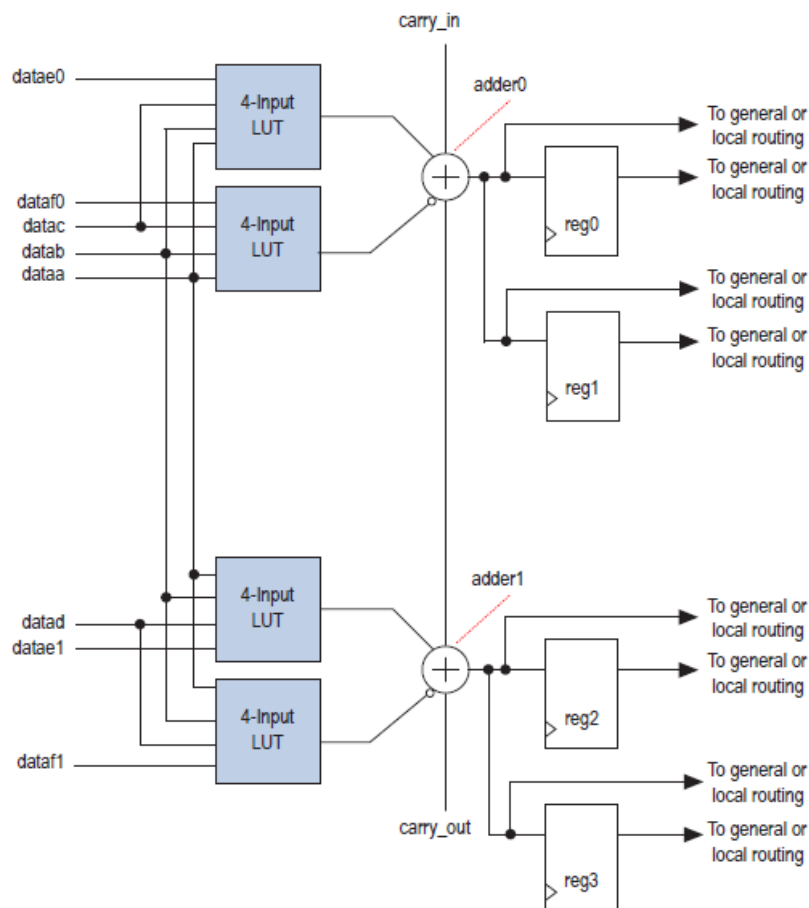 carry_in
datae0
4-Input
LUT
adder0
To general or
local routing
To general or
local routing
reg0
dataf0
datac
datab
dataa
4-Input
LUT
To general or
local routing
To general or
local routing
reg1
4-Input
LUT
adder1
datad
datae1
To general or
local routing
To general or
local routing
reg2
4-Input
LUT
dataf1
carry_out
To general or
local routing
To general or
local routing
reg3